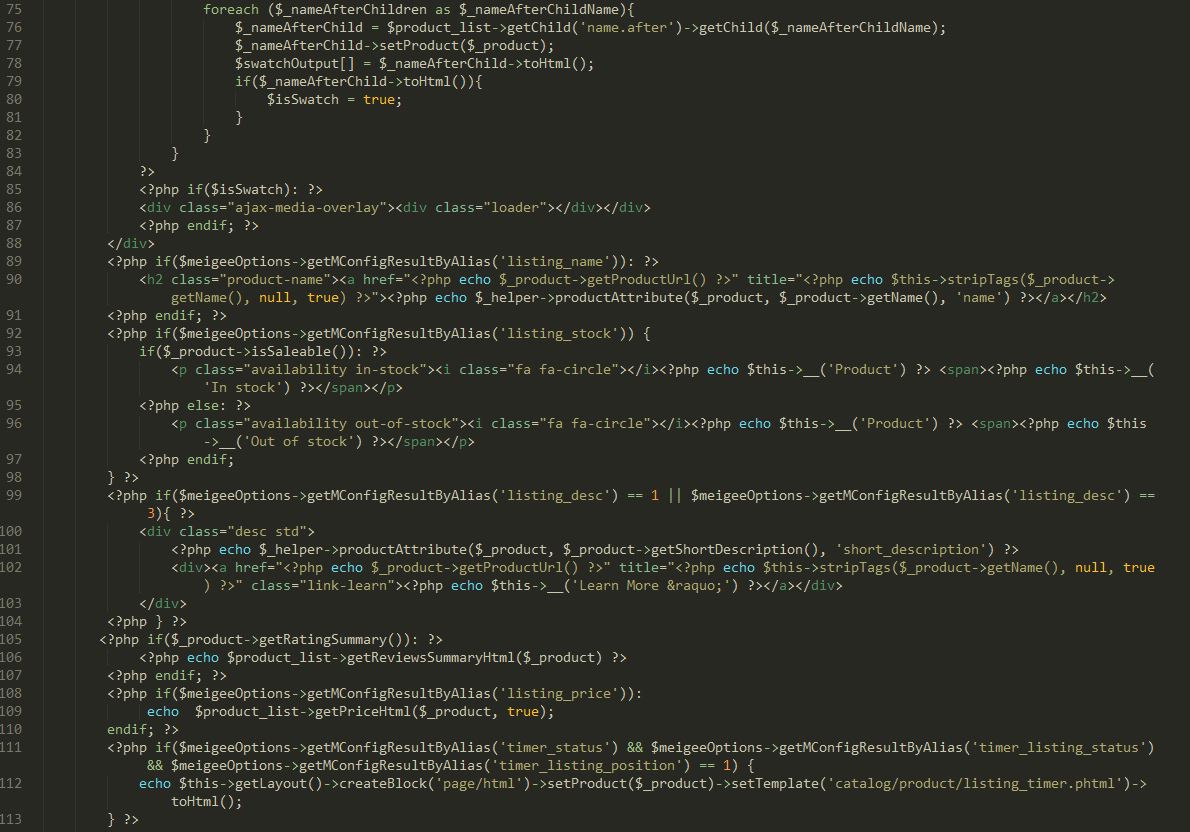 75 foreach ($_nameAfterChildren as $_nameAfterChildName){
76 $_nameAfterChild = $product_list->getChild('name.after')->getChild($_nameAfterChildName);
77 $_nameAfterChild->setProduct($_product);
78 $swatchOutput[] = $_nameAfterChild->toHtml();
79 if($_nameAfterChild->toHtml()){
80 $isSwatch = true;
81 }
82 }
83 }
84 ?>
85 <?php if($isSwatch): ?>
86 <div class="ajax-media-overlay"><div class="loader"></div></div>
87 <?php endif; ?>
88 </div>
89 <?php if($meigeeOptions->getMConfigResultByAlias('listing_name')): ?>
90 <h2 class="product-name"><a href="<?php echo $_product->getProductUrl() ?>" title="<?php echo $this->stripTags($_product->
getName(), null, true) ?>"><?php echo $_helper->productAttribute($_product, $_product->getName(), 'name') ?></a></h2>
91 <?php endif; ?>
92 <?php if($meigeeOptions->getMConfigResultByAlias('listing_stock')) {
93 if($_product->isSaleable()): ?>
94 <p class="availability in-stock"><i class="fa fa-circle"></i><?php echo $this->__('Product') ?> <span><?php echo $this->__(
'In stock') ?></span></p>
95 <?php else: ?>
96 <p class="availability out-of-stock"><i class="fa fa-circle"></i><?php echo $this->__('Product') ?> <span><?php echo $this
->__('Out of stock') ?></span></p>
97 <?php endif;
98 } ?>
99 <?php if($meigeeOptions->getMConfigResultByAlias('listing_desc') == 1 || $meigeeOptions->getMConfigResultByAlias('listing_desc') ==
3){ ?>
100 <div class="desc std">
101 <?php echo $_helper->productAttribute($_product, $_product->getShortDescription(), 'short_description') ?>
102 <div><a href="<?php echo $_product->getProductUrl() ?>" title="<?php echo $this->stripTags($_product->getName(), null, true
) ?>" class="link-learn"><?php echo $this->__('Learn More &raquo;') ?></a></div>
103 </div>
104 <?php } ?>
105 <?php if($_product->getRatingSummary()): ?>
106 <?php echo $product_list->getReviewsSummaryHtml($_product) ?>
107 <?php endif; ?>
108 <?php if($meigeeOptions->getMConfigResultByAlias('listing_price')):
109 echo  $product_list->getPriceHtml($_product, true);
110 endif; ?>
111 <?php if($meigeeOptions->getMConfigResultByAlias('timer_status') && $meigeeOptions->getMConfigResultByAlias('timer_listing_status')
&& $meigeeOptions->getMConfigResultByAlias('timer_listing_position') == 1) {
112 echo $this->getLayout()->createBlock('page/html')->setProduct($_product)->setTemplate('catalog/product/listing_timer.phtml')->
toHtml();
113 } ?>